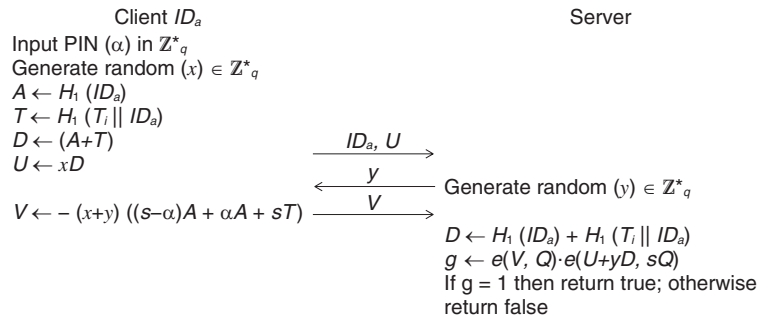 Client IDₐ
Server
Input PIN (α) in ℤ*q
Generate random (x) ∈ ℤ*q
A ← H₁ (IDₐ)
T ← H₁ (Tᵢ || IDₐ)
D ← (A+T)
U ← xD
IDₐ, U
y
Generate random (y) ∈ ℤ*q
V ← – (x+y) ((s–α)A + αA + sT)
V
D ← H₁ (IDₐ) + H₁ (Tᵢ || IDₐ)
g ← e(V, Q)·e(U+yD, sQ)
If g = 1 then return true; otherwise
return false